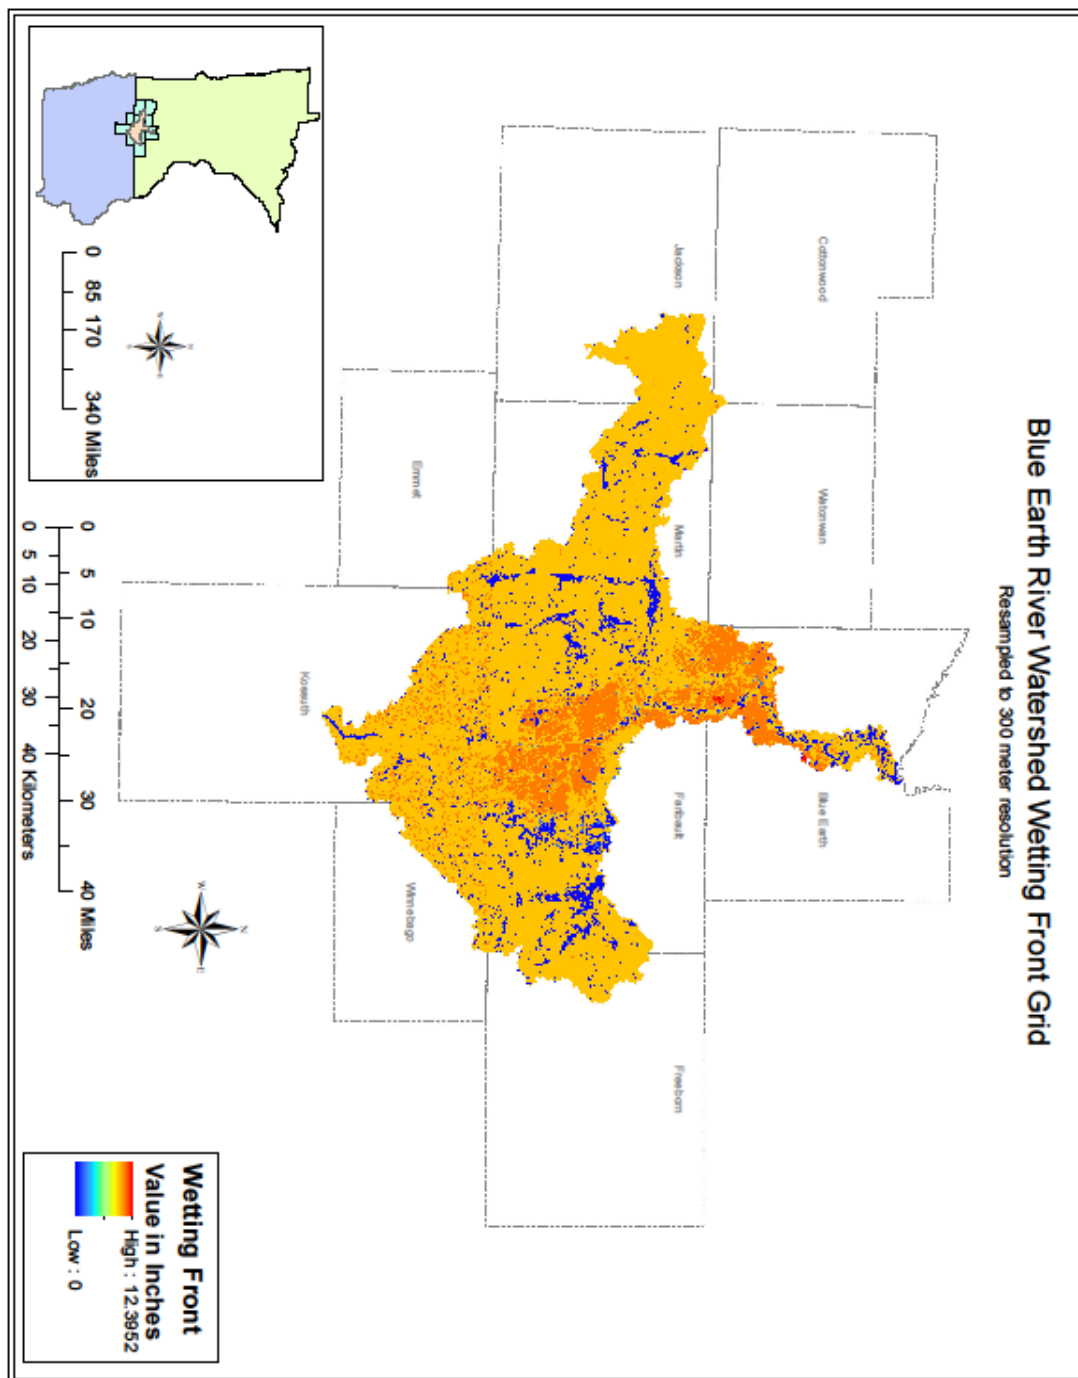 Blue Earth River Watershed Wetting Front Grid
Resampled to 300 meter resolution
Cottonwood
Watonwan
Blue Earth
Jackson
Martin
Faribault
Freeborn
Emmet
Winnebago
Kossuth
0 85 170 340 Miles
N
W
E
S
0 5 10 20 30 40 Miles
0 5 10 20 30 40 Kilometers
N
W
E
S
Wetting Front
Value in Inches
High : 12.3952
Low : 0